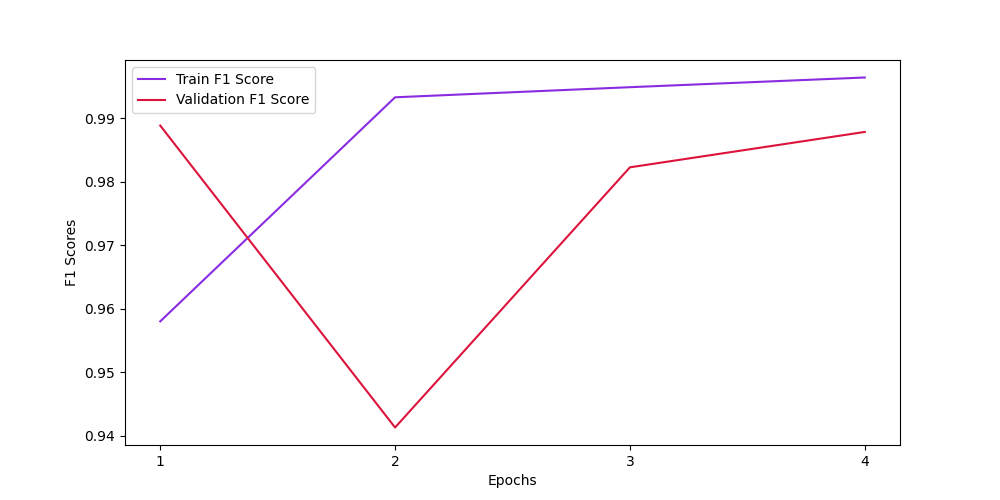 Train F1 Score
Validation F1 Score
F1 Scores
0.99
0.98
0.97
0.96
0.95
0.94
1 2 3 4
Epochs